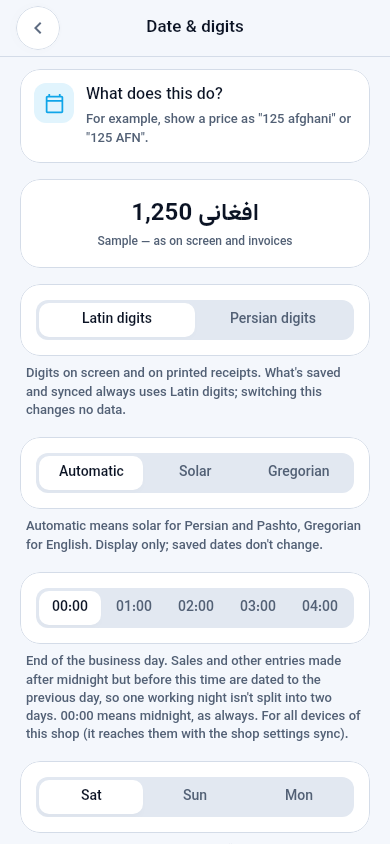 Date & digits
What does this do?
For example, show a price as "125 afghani" or
"125 AFN".
1,250 افغانی
Sample — as on screen and invoices
Latin digits
Persian digits
Digits on screen and on printed receipts. What's saved
and synced always uses Latin digits; switching this
changes no data.
Automatic
Solar
Gregorian
Automatic means solar for Persian and Pashto, Gregorian
for English. Display only; saved dates don't change.
00:00
01:00
02:00
03:00
04:00
End of the business day. Sales and other entries made
after midnight but before this time are dated to the
previous day, so one working night isn't split into two
days. 00:00 means midnight, as always. For all devices of
this shop (it reaches them with the shop settings sync).
Sat
Sun
Mon